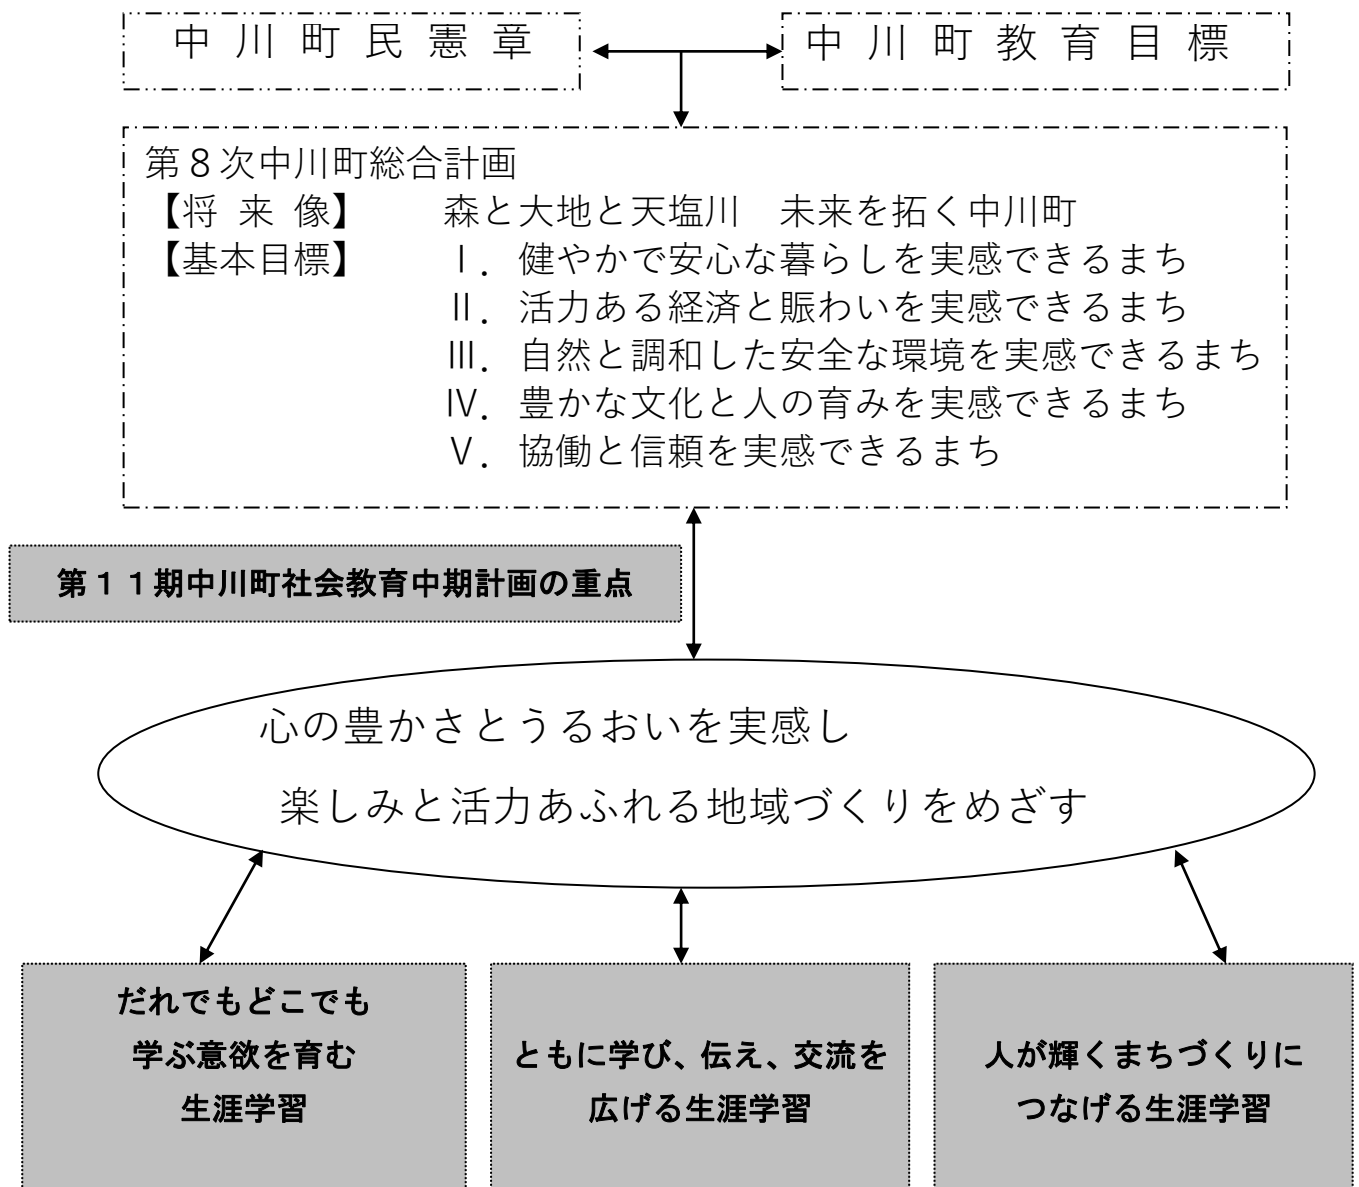 中川町民憲章
中川町教育目標
第８次中川町総合計画
【将 来 像】　　森と大地と天塩川　未来を拓く中川町
【基本目標】　　Ⅰ．健やかで安心な暮らしを実感できるまち
Ⅱ．活力ある経済と賑わいを実感できるまち
Ⅲ．自然と調和した安全な環境を実感できるまち
Ⅳ．豊かな文化と人の育みを実感できるまち
Ⅴ．協働と信頼を実感できるまち
第１１期中川町社会教育中期計画の重点
心の豊かさとうるおいを実感し
楽しみと活力あふれる地域づくりをめざす
だれでもどこでも
学ぶ意欲を育む
生涯学習
ともに学び、伝え、交流を
広げる生涯学習
人が輝くまちづくりに
つなげる生涯学習